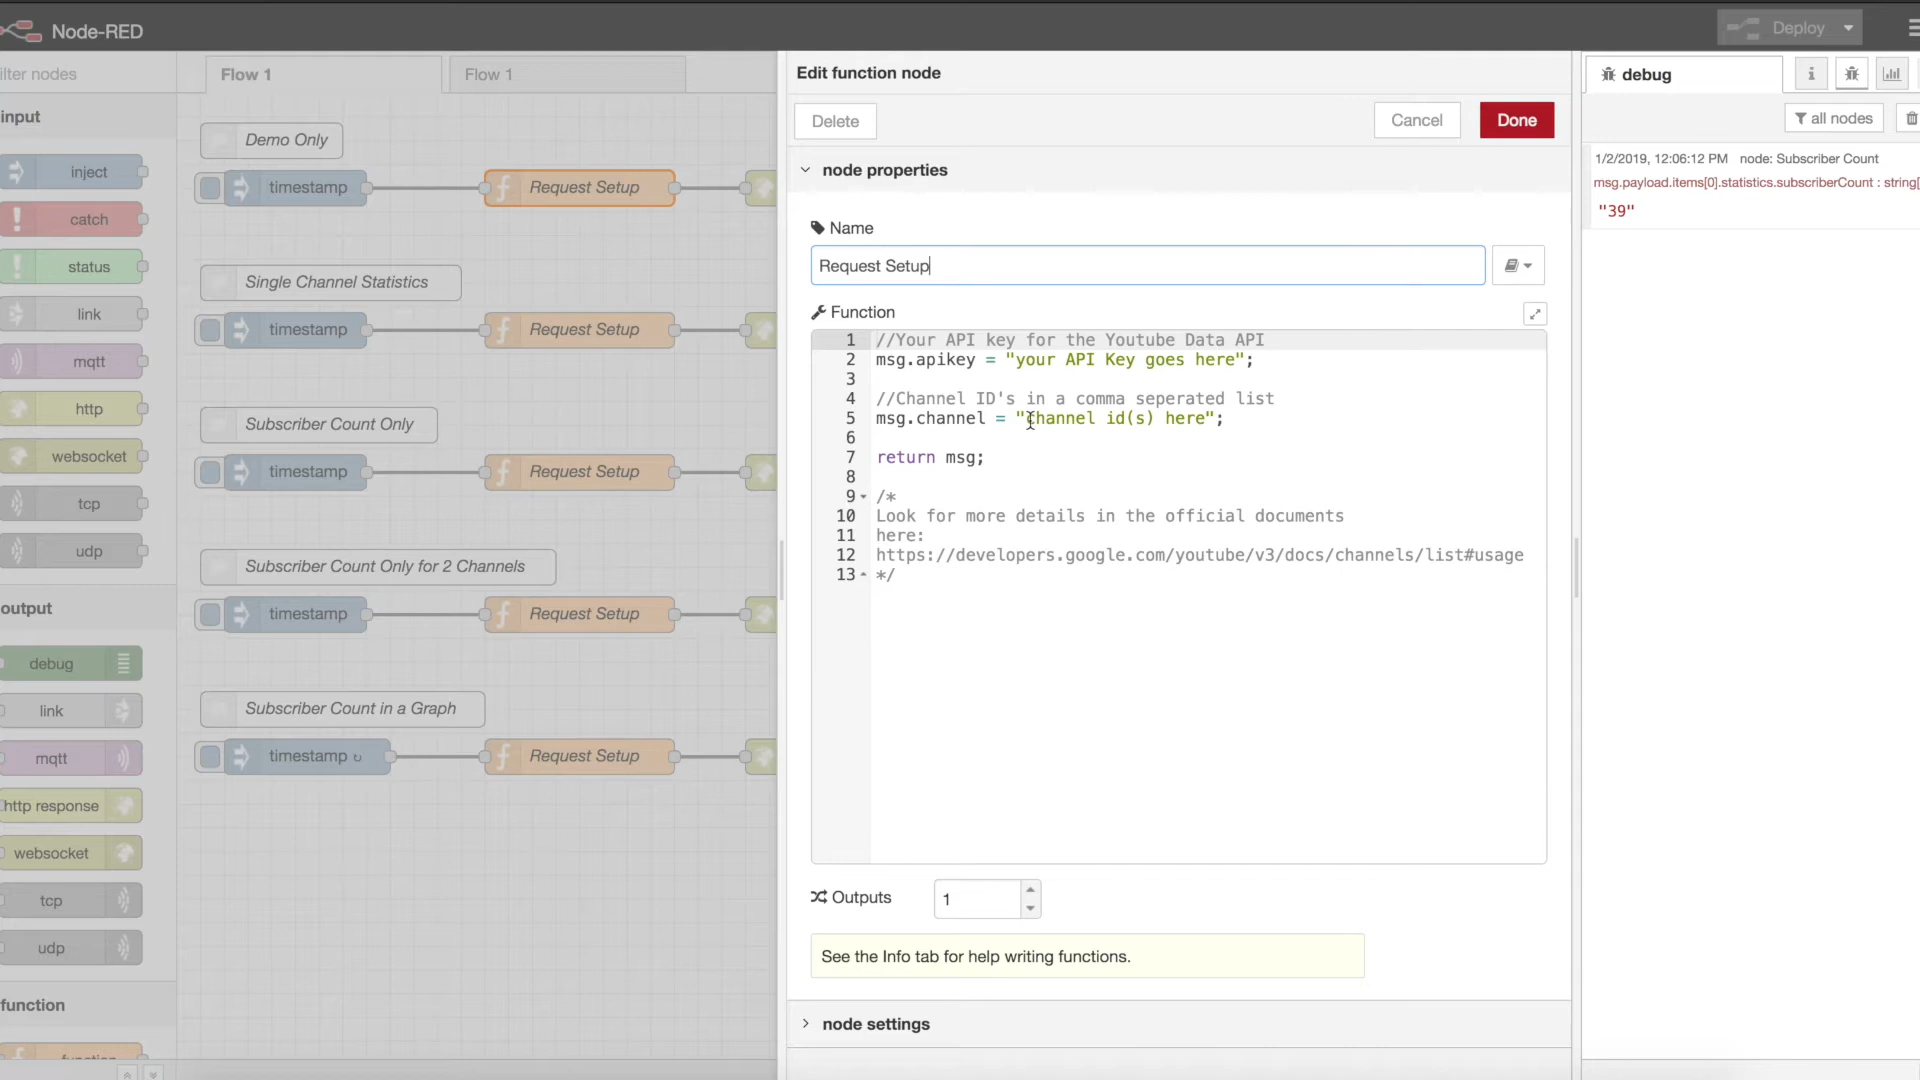 Node-RED
Deploy
ilter nodes
input
inject
catch
status
link
mqtt
http
websocket
tcp
udp
output
debug
link
mqtt
http response
websocket
tcp
udp
function
Flow 1
Flow 1
Demo Only
timestamp
Request Setup
Single Channel Statistics
timestamp
Request Setup
Subscriber Count Only
timestamp
Request Setup
Subscriber Count Only for 2 Channels
timestamp
Request Setup
Subscriber Count in a Graph
timestamp ↻
Request Setup
Edit function node
Delete
Cancel
Done
node properties
Name
Request Setup
Function
1 //Your API key for the Youtube Data API
2 msg.apikey = "your API Key goes here";
3
4 //Channel ID's in a comma seperated list
5 msg.channel = "channel id(s) here";
6
7 return msg;
8
9 /*
10 Look for more details in the official documents
11 here:
12 https://developers.google.com/youtube/v3/docs/channels/list#usage
13 */
Outputs
1
See the Info tab for help writing functions.
node settings
debug
i
all nodes
1/2/2019, 12:06:12 PM node: Subscriber Count
msg.payload.items[0].statistics.subscriberCount : string[
"39"